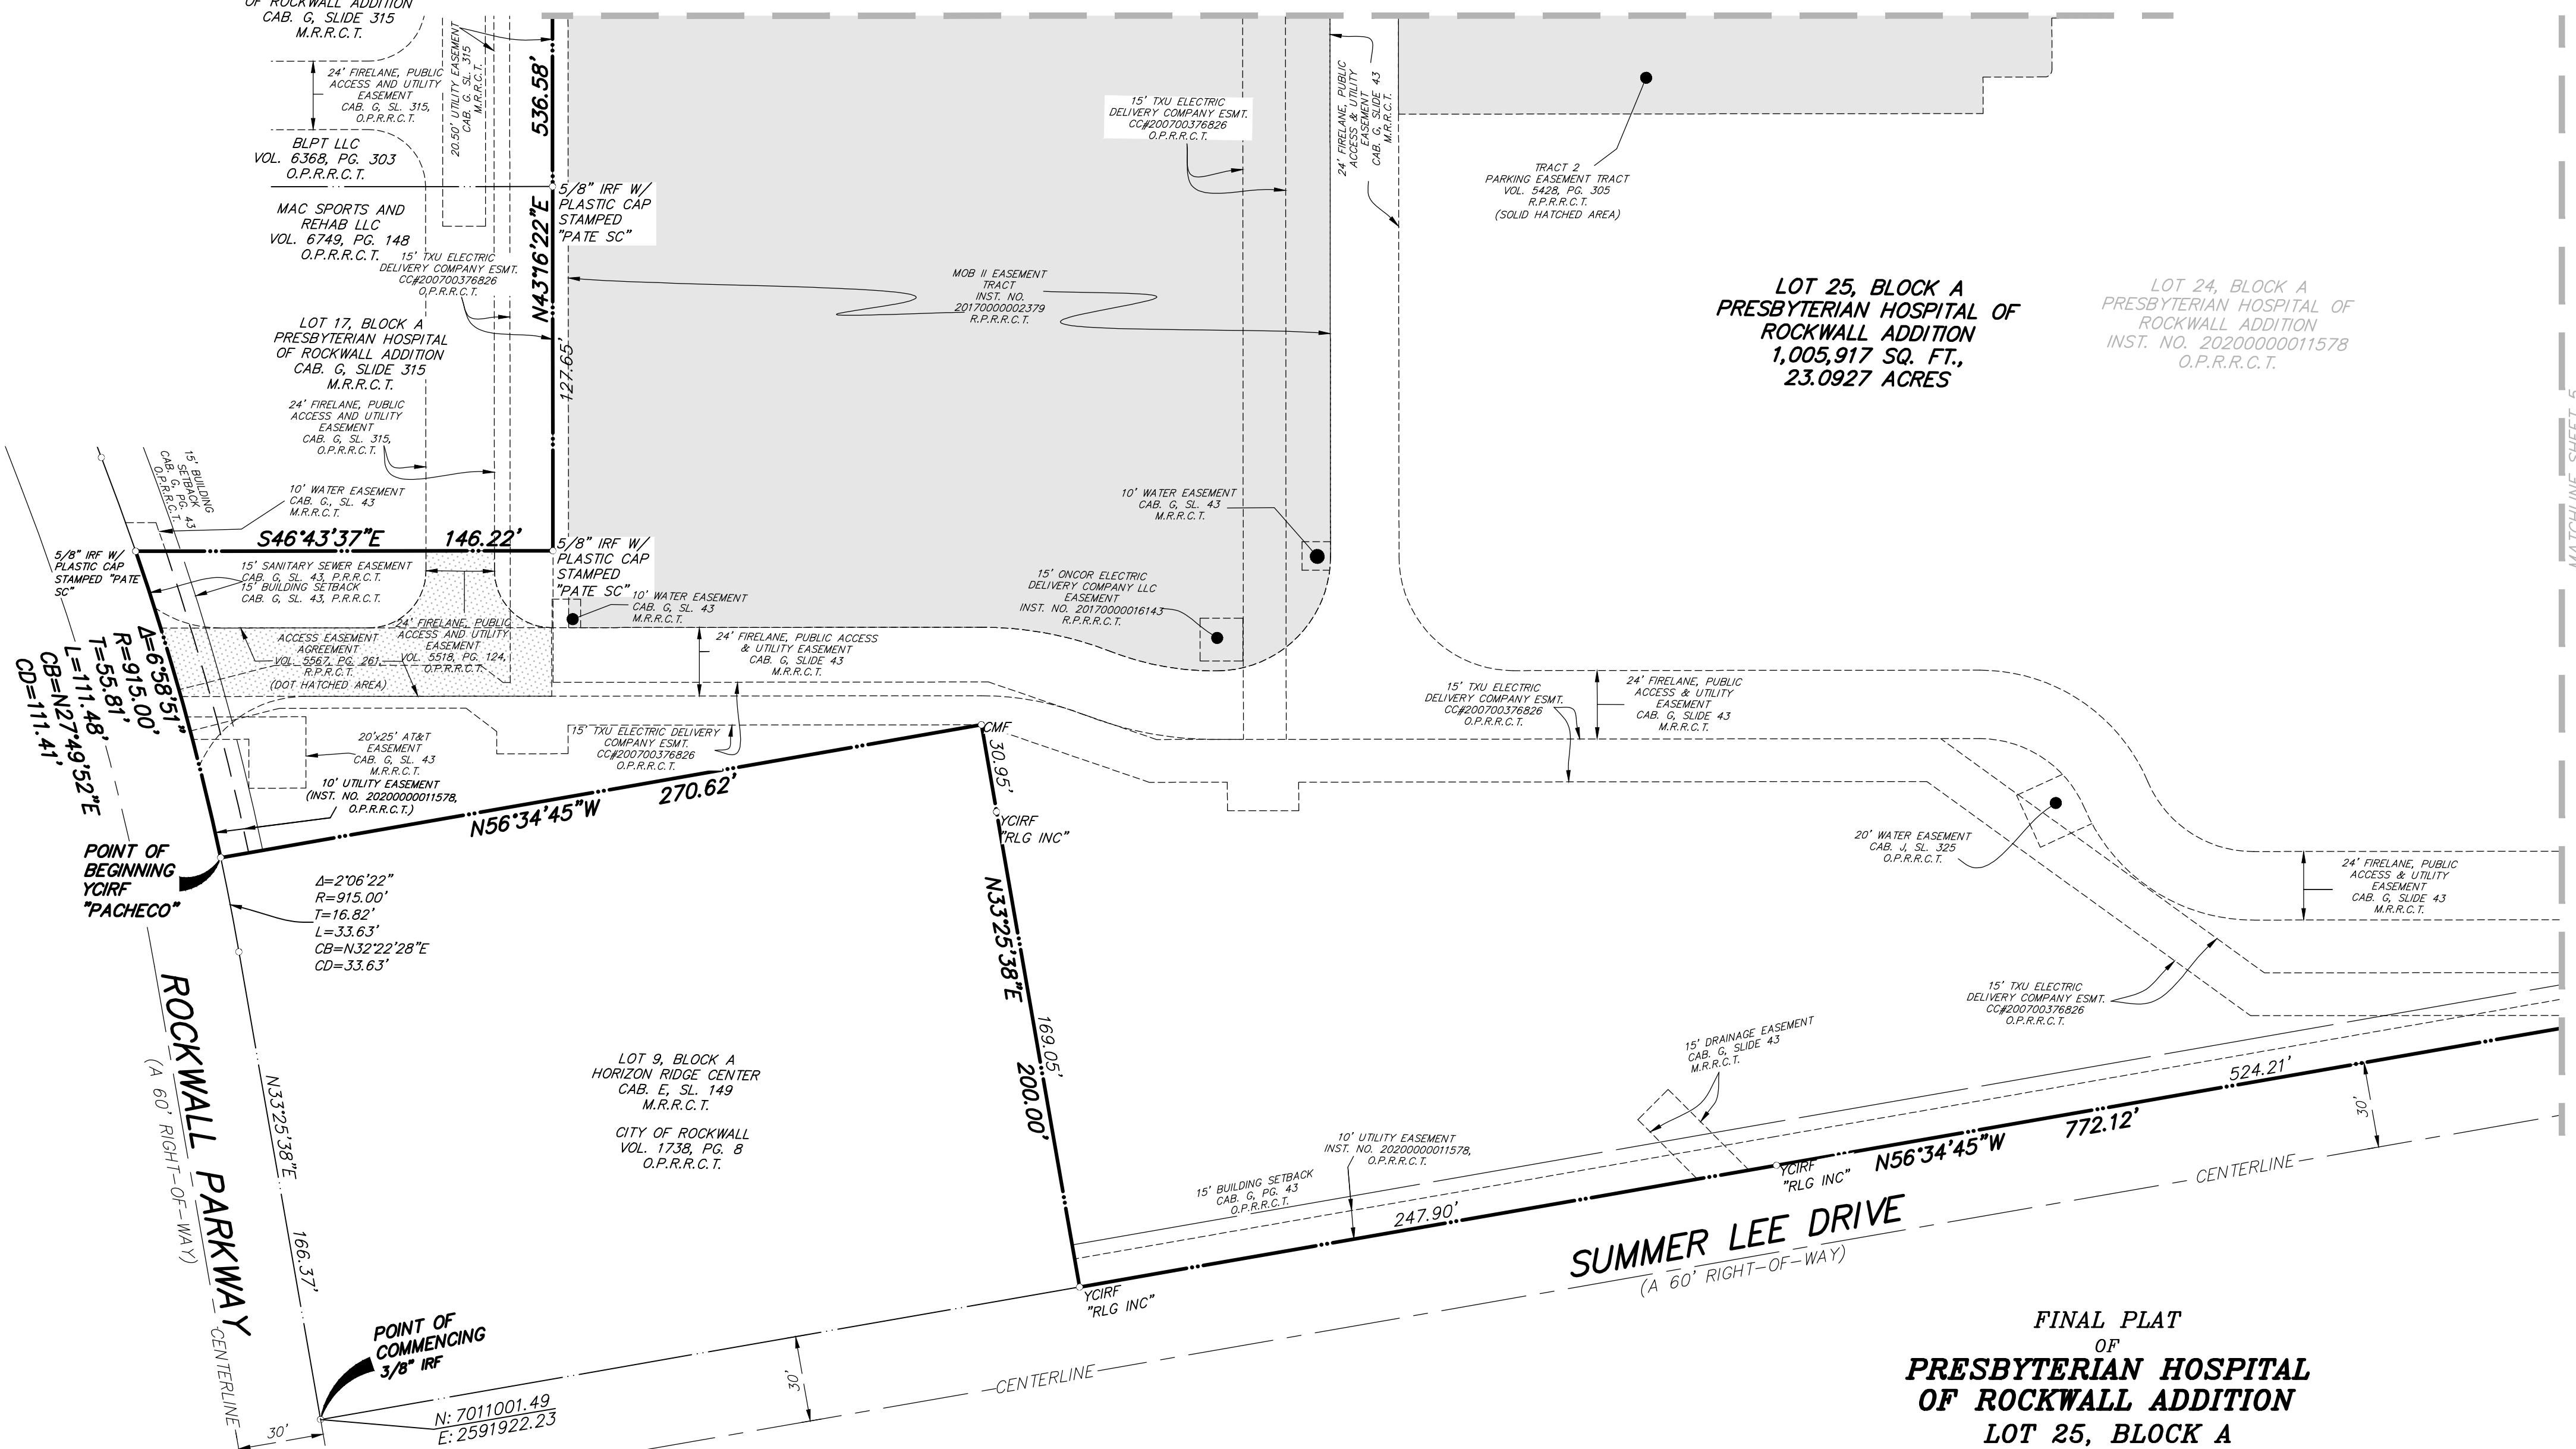 OF ROCKWALL ADDITION
CAB. G, SLIDE 315
M.R.R.C.T.
24' FIRELANE, PUBLIC
ACCESS AND UTILITY
EASEMENT
CAB. G, SL. 315,
O.P.R.R.C.T.
20.50' UTILITY EASEMENT
CAB. G. SL. 315
M.R.R.C.T.
536.58'
BLPT LLC
VOL. 6368, PG. 303
O.P.R.R.C.T.
MAC SPORTS AND
REHAB LLC
VOL. 6749, PG. 148
O.P.R.R.C.T.
5/8" IRF W/
PLASTIC CAP
STAMPED
"PATE SC"
N43°16'22"E
127.65'
15' TXU ELECTRIC
DELIVERY COMPANY ESMT.
CC#200700376826
O.P.R.R.C.T.
LOT 17, BLOCK A
PRESBYTERIAN HOSPITAL
OF ROCKWALL ADDITION
CAB. G, SLIDE 315
M.R.R.C.T.
24' FIRELANE, PUBLIC
ACCESS AND UTILITY
EASEMENT
CAB. G, SL. 315,
O.P.R.R.C.T.
15' TXU ELECTRIC
DELIVERY COMPANY ESMT.
CC#200700376826
O.P.R.R.C.T.
24' FIRELANE, PUBLIC
ACCESS & UTILITY
EASEMENT
CAB. G, SLIDE 43
M.R.R.C.T.
TRACT 2
PARKING EASEMENT TRACT
VOL. 5428, PG. 305
R.P.R.R.C.T.
(SOLID HATCHED AREA)
MOB II EASEMENT
TRACT
INST. NO.
20170000002379
R.P.R.R.C.T.
LOT 25, BLOCK A
PRESBYTERIAN HOSPITAL OF
ROCKWALL ADDITION
1,005,917 SQ. FT.,
23.0927 ACRES
LOT 24, BLOCK A
PRESBYTERIAN HOSPITAL OF
ROCKWALL ADDITION
INST. NO. 20200000011578
O.P.R.R.C.T.
MATCHLINE SHEET 5
15' BUILDING
SETBACK
CAB. G, PG. 43
O.P.R.R.C.T.
10' WATER EASEMENT
CAB. G., SL. 43
M.R.R.C.T.
S46°43'37"E
146.22'
5/8" IRF W/
PLASTIC CAP
STAMPED "PATE
SC"
5/8" IRF W/
PLASTIC CAP
STAMPED
"PATE SC"
15' SANITARY SEWER EASEMENT
CAB. G, SL. 43, P.R.R.C.T.
15' BUILDING SETBACK
CAB. G, SL. 43, P.R.R.C.T.
10' WATER EASEMENT
CAB. G, SL. 43
M.R.R.C.T.
10' WATER EASEMENT
CAB. G, SL. 43
M.R.R.C.T.
15' ONCOR ELECTRIC
DELIVERY COMPANY LLC
EASEMENT
INST. NO. 20170000016143
R.P.R.R.C.T.
ACCESS EASEMENT
AGREEMENT
VOL. 5567, PG. 261,
R.P.R.C.T.
(DOT HATCHED AREA)
24' FIRELANE, PUBLIC
ACCESS AND UTILITY
EASEMENT
VOL. 5518, PG. 124,
O.P.R.R.C.T.
24' FIRELANE, PUBLIC ACCESS
& UTILITY EASEMENT
CAB. G, SLIDE 43
M.R.R.C.T.
Δ=6°58'51"
R=915.00'
T=55.81'
L=111.48'
CB=N27°49'52"E
CD=111.41'
20'x25' AT&T
EASEMENT
CAB. G, SL. 43
M.R.R.C.T.
10' UTILITY EASEMENT
(INST. NO. 20200000011578,
O.P.R.R.C.T.)
15' TXU ELECTRIC DELIVERY
COMPANY ESMT.
CC#200700376826
O.P.R.R.C.T.
15' TXU ELECTRIC
DELIVERY COMPANY ESMT.
CC#200700376826
O.P.R.R.C.T.
24' FIRELANE, PUBLIC
ACCESS & UTILITY
EASEMENT
CAB. G, SLIDE 43
M.R.R.C.T.
CMF
30.95'
YCIRF
"RLG INC"
N56°34'45"W
270.62'
POINT OF
BEGINNING
YCIRF
"PACHECO"
Δ=2°06'22"
R=915.00'
T=16.82'
L=33.63'
CB=N32°22'28"E
CD=33.63'
20' WATER EASEMENT
CAB. J, SL. 325
O.P.R.R.C.T.
24' FIRELANE, PUBLIC
ACCESS & UTILITY
EASEMENT
CAB. G, SLIDE 43
M.R.R.C.T.
15' TXU ELECTRIC
DELIVERY COMPANY ESMT.
CC#200700376826
O.P.R.R.C.T.
N33°25'38"E
169.05'
200.00'
LOT 9, BLOCK A
HORIZON RIDGE CENTER
CAB. E, SL. 149
M.R.R.C.T.
CITY OF ROCKWALL
VOL. 1738, PG. 8
O.P.R.R.C.T.
ROCKWALL PARKWAY
(A 60' RIGHT-OF-WAY)
CENTERLINE
30'
N33°25'38"E
166.37'
15' DRAINAGE EASEMENT
CAB. G, SLIDE 43
M.R.R.C.T.
10' UTILITY EASEMENT
INST. NO. 20200000011578,
O.P.R.R.C.T.
15' BUILDING SETBACK
CAB. G, PG. 43
O.P.R.R.C.T.
247.90'
YCIRF
"RLG INC"
N56°34'45"W
772.12'
524.21'
30'
CENTERLINE
SUMMER LEE DRIVE
(A 60' RIGHT-OF-WAY)
YCIRF
"RLG INC"
POINT OF
COMMENCING
3/8" IRF
N: 7011001.49
E: 2591922.23
30'
CENTERLINE
FINAL PLAT
OF
PRESBYTERIAN HOSPITAL
OF ROCKWALL ADDITION
LOT 25, BLOCK A